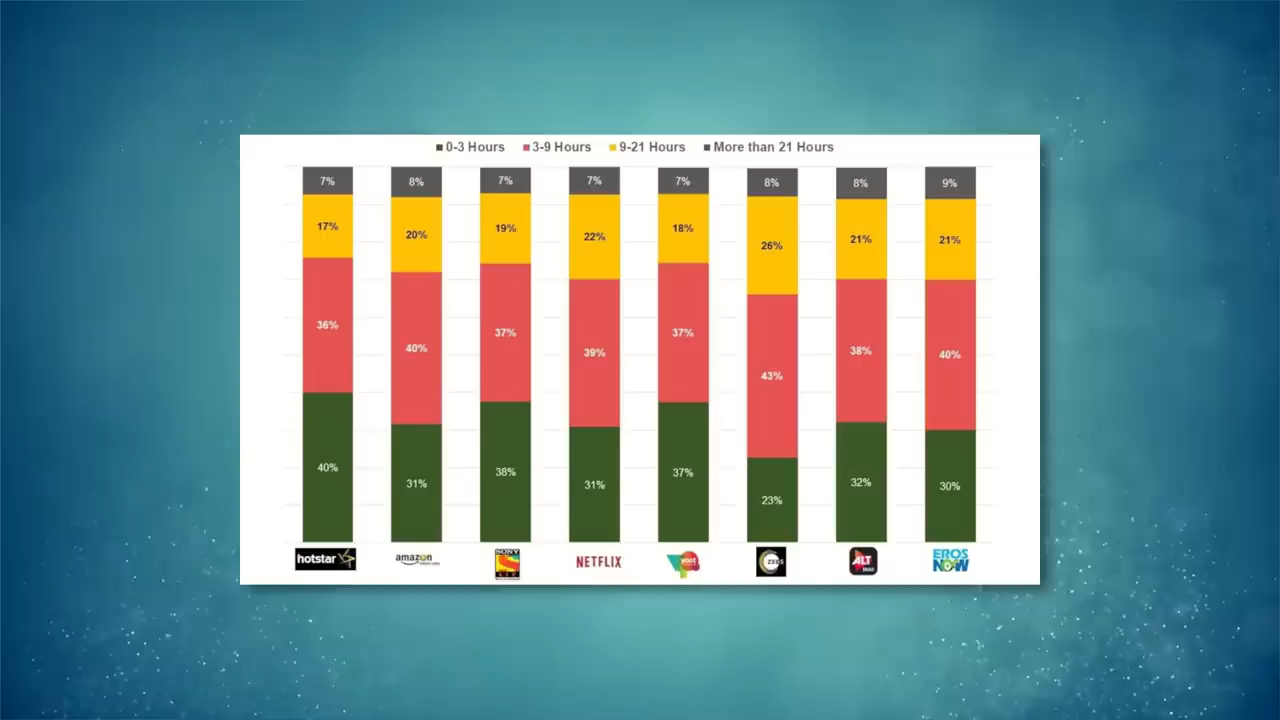 0-3 Hours 3-9 Hours 9-21 Hours More than 21 Hours
7% 8% 7% 7% 7% 8% 8% 9%
17% 20% 19% 22% 18% 26% 21% 21%
36% 40% 37% 39% 37% 43% 38% 40%
40% 31% 38% 31% 37% 23% 32% 30%
hotstar amazon SONY NETFLIX voot ZEE5 ALT EROS NOW